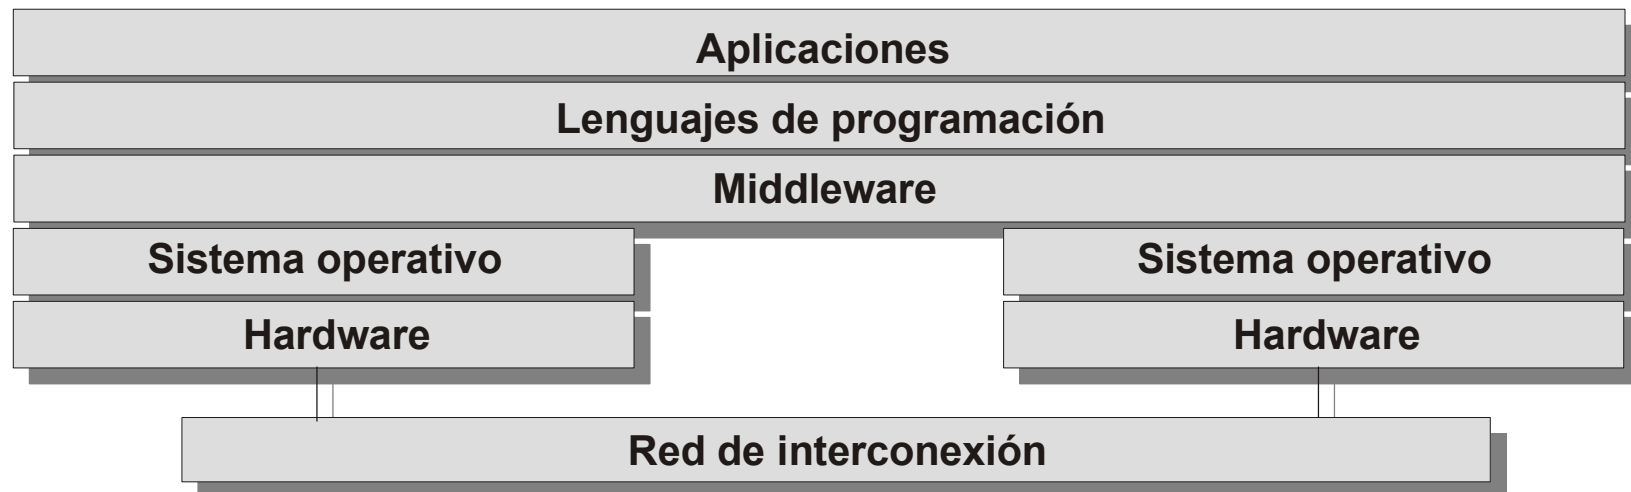 Aplicaciones
Lenguajes de programación
Middleware
Sistema operativo
Sistema operativo
Hardware
Hardware
Red de interconexión